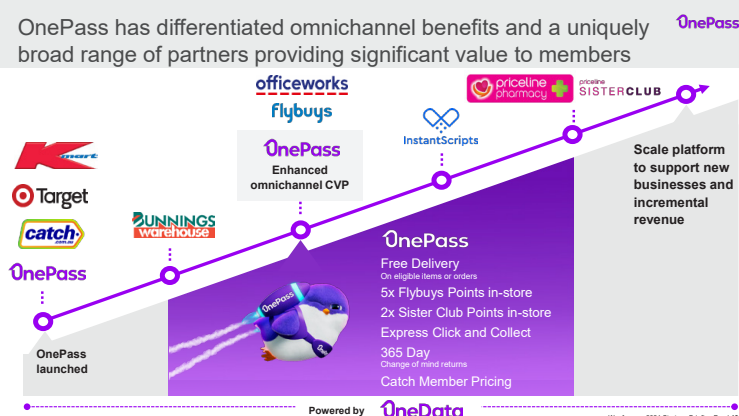 OnePass has differentiated omnichannel benefits and a uniquely
broad range of partners providing significant value to members
OnePass
Kmart
Target
catch
.com.au
OnePass
OnePass
launched
BUNNINGS
warehouse
officeworks
flybuys
OnePass
Enhanced
omnichannel CVP
InstantScripts
priceline
pharmacy
priceline
SISTERCLUB
Scale platform
to support new
businesses and
incremental
revenue
OnePass
OnePass
Free Delivery
On eligible items or orders
5x Flybuys Points in-store
2x Sister Club Points in-store
Express Click and Collect
365 Day
Change of mind returns
Catch Member Pricing
Powered by
OneData